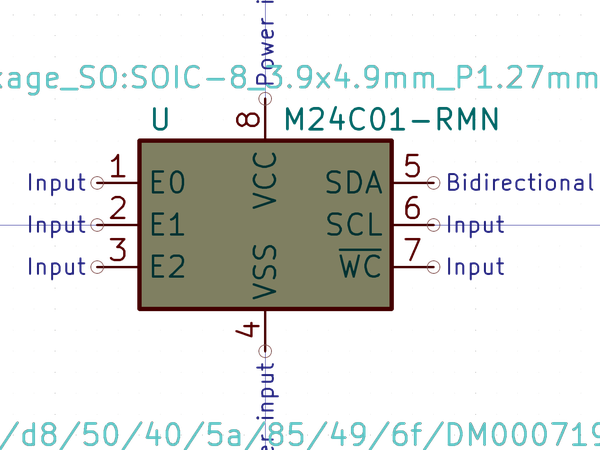 Power i
kage_SO:SOIC-8_3.9x4.9mm_P1.27mm
U
8
M24C01-RMN
Input 1 E0 VCC SDA 5 Bidirectional
Input 2 E1 SCL 6 Input
Input 3 E2 VSS WC 7 Input
4
er input
/d8/50/40/5a/85/49/6f/DM000719